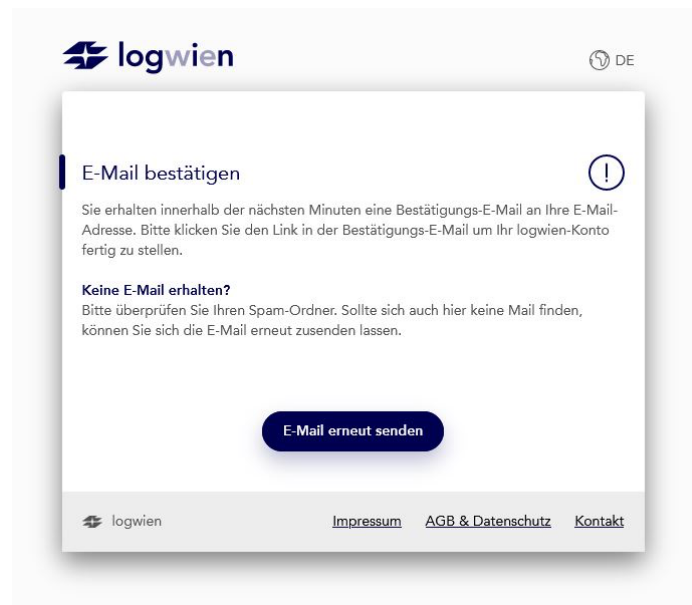 logwien
DE
E-Mail bestätigen
Sie erhalten innerhalb der nächsten Minuten eine Bestätigungs-E-Mail an Ihre E-Mail-
Adresse. Bitte klicken Sie den Link in der Bestätigungs-E-Mail um Ihr logwien-Konto
fertig zu stellen.
Keine E-Mail erhalten?
Bitte überprüfen Sie Ihren Spam-Ordner. Sollte sich auch hier keine Mail finden,
können Sie sich die E-Mail erneut zusenden lassen.
E-Mail erneut senden
logwien Impressum AGB & Datenschutz Kontakt